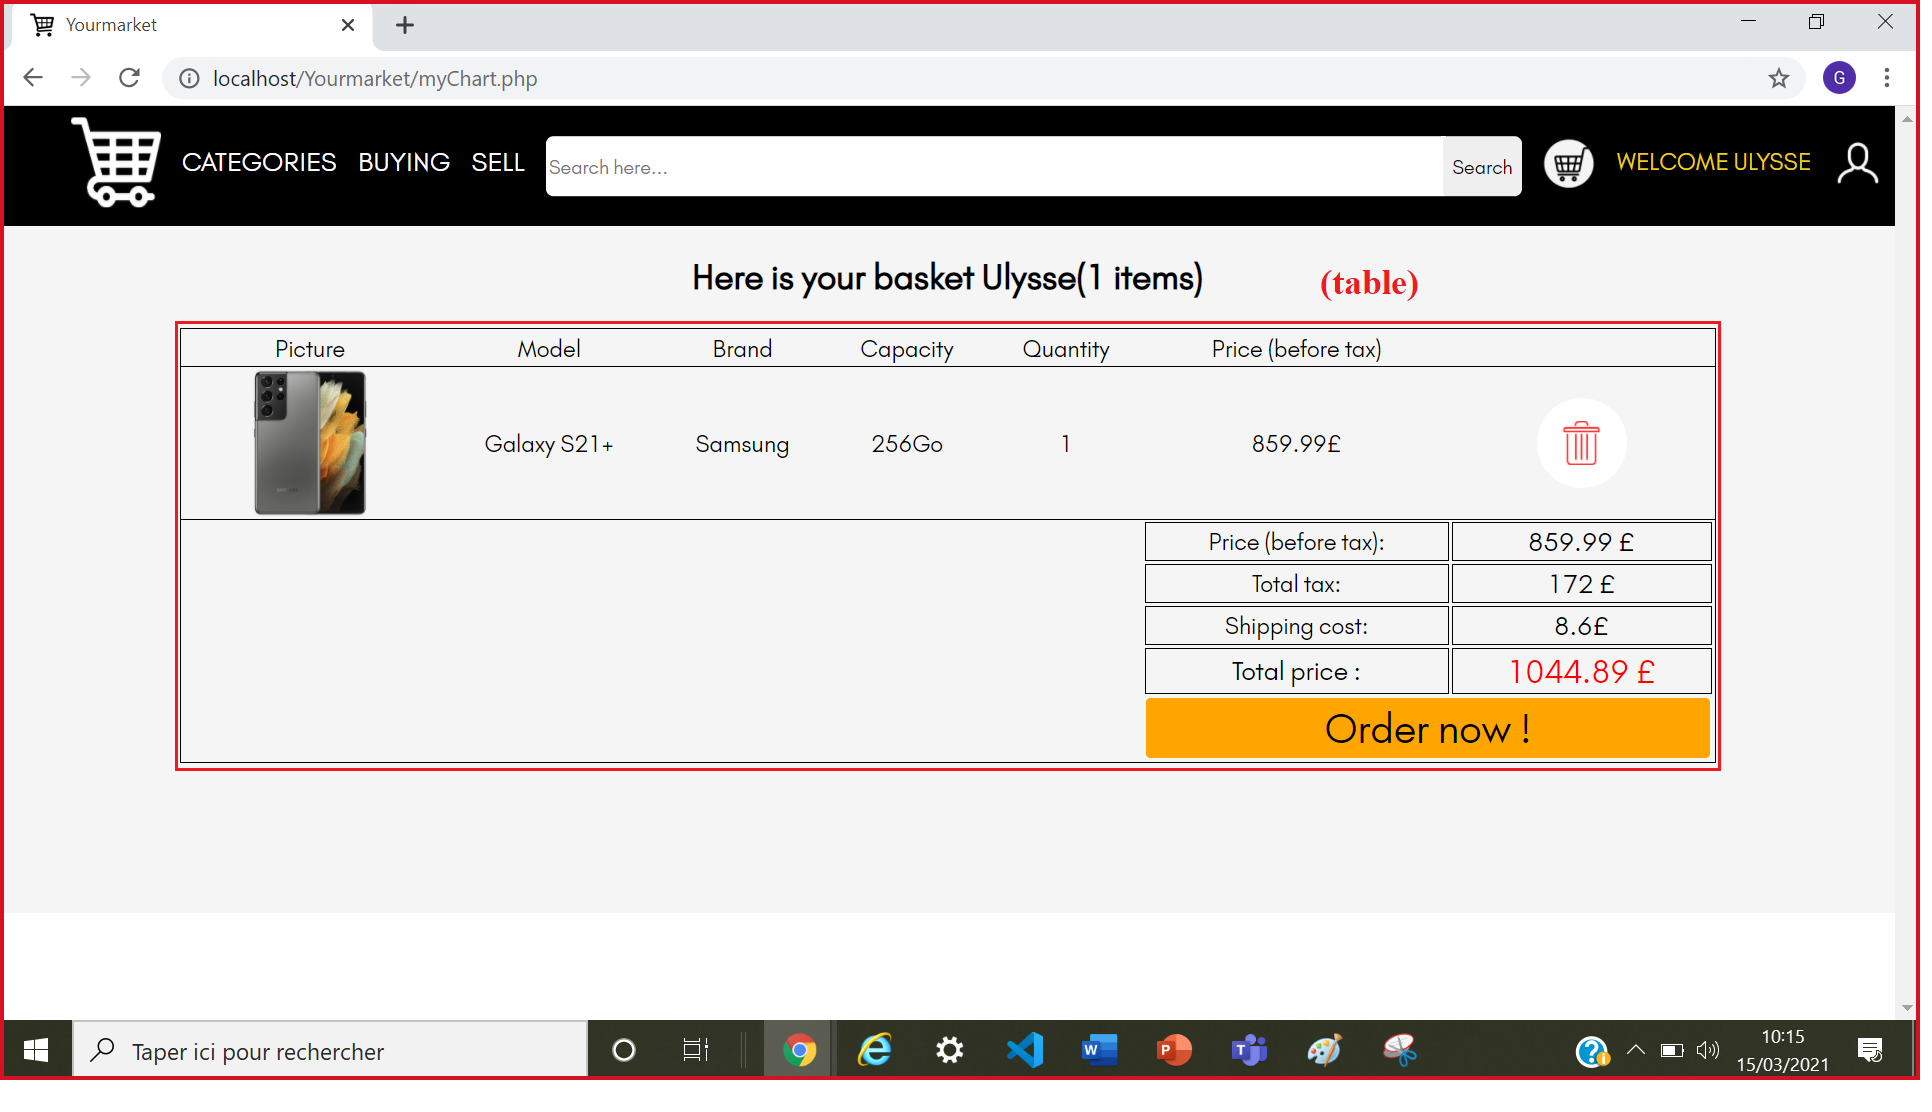 Yourmarket
localhost/Yourmarket/myChart.php
G
CATEGORIES BUYING SELL Search here... Search WELCOME ULYSSE
Here is your basket Ulysse(1 items) (table)
Picture Model Brand Capacity Quantity Price (before tax)
Galaxy S21+ Samsung 256Go 1 859.99£
Price (before tax): 859.99 £
Total tax: 172 £
Shipping cost: 8.6£
Total price : 1044.89 £
Order now !
Taper ici pour rechercher
10:15
15/03/2021